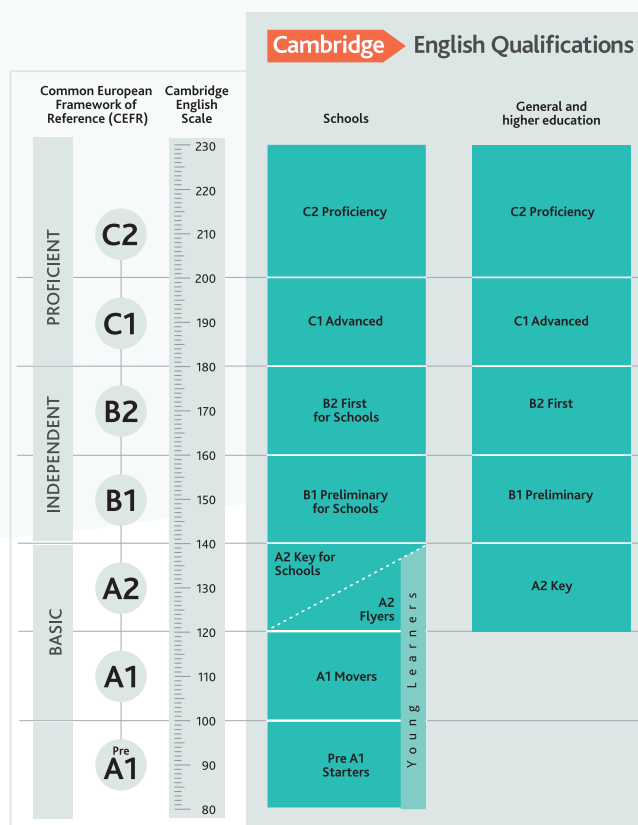 Cambridge English Qualifications
Common European
Framework of
Reference (CEFR)
Cambridge
English
Scale
Schools
General and
higher education
PROFICIENT
INDEPENDENT
BASIC
C2
C1
B2
B1
A2
A1
Pre
A1
230
220
210
200
190
180
170
160
150
140
130
120
110
100
90
80
C2 Proficiency
C1 Advanced
B2 First
for Schools
B1 Preliminary
for Schools
A2 Key for
Schools
A2
Flyers
A1 Movers
Pre A1
Starters
Young Learners
C2 Proficiency
C1 Advanced
B2 First
B1 Preliminary
A2 Key